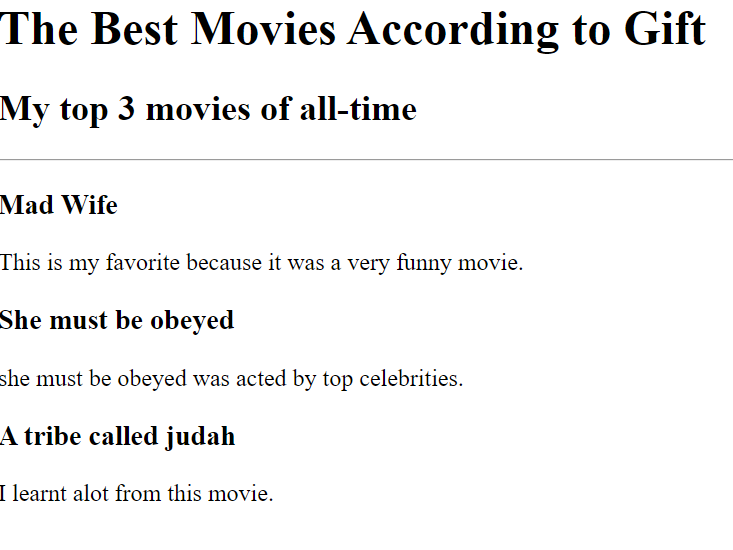 The Best Movies According to Gift
My top 3 movies of all-time
Mad Wife
This is my favorite because it was a very funny movie.
She must be obeyed
she must be obeyed was acted by top celebrities.
A tribe called judah
I learnt alot from this movie.